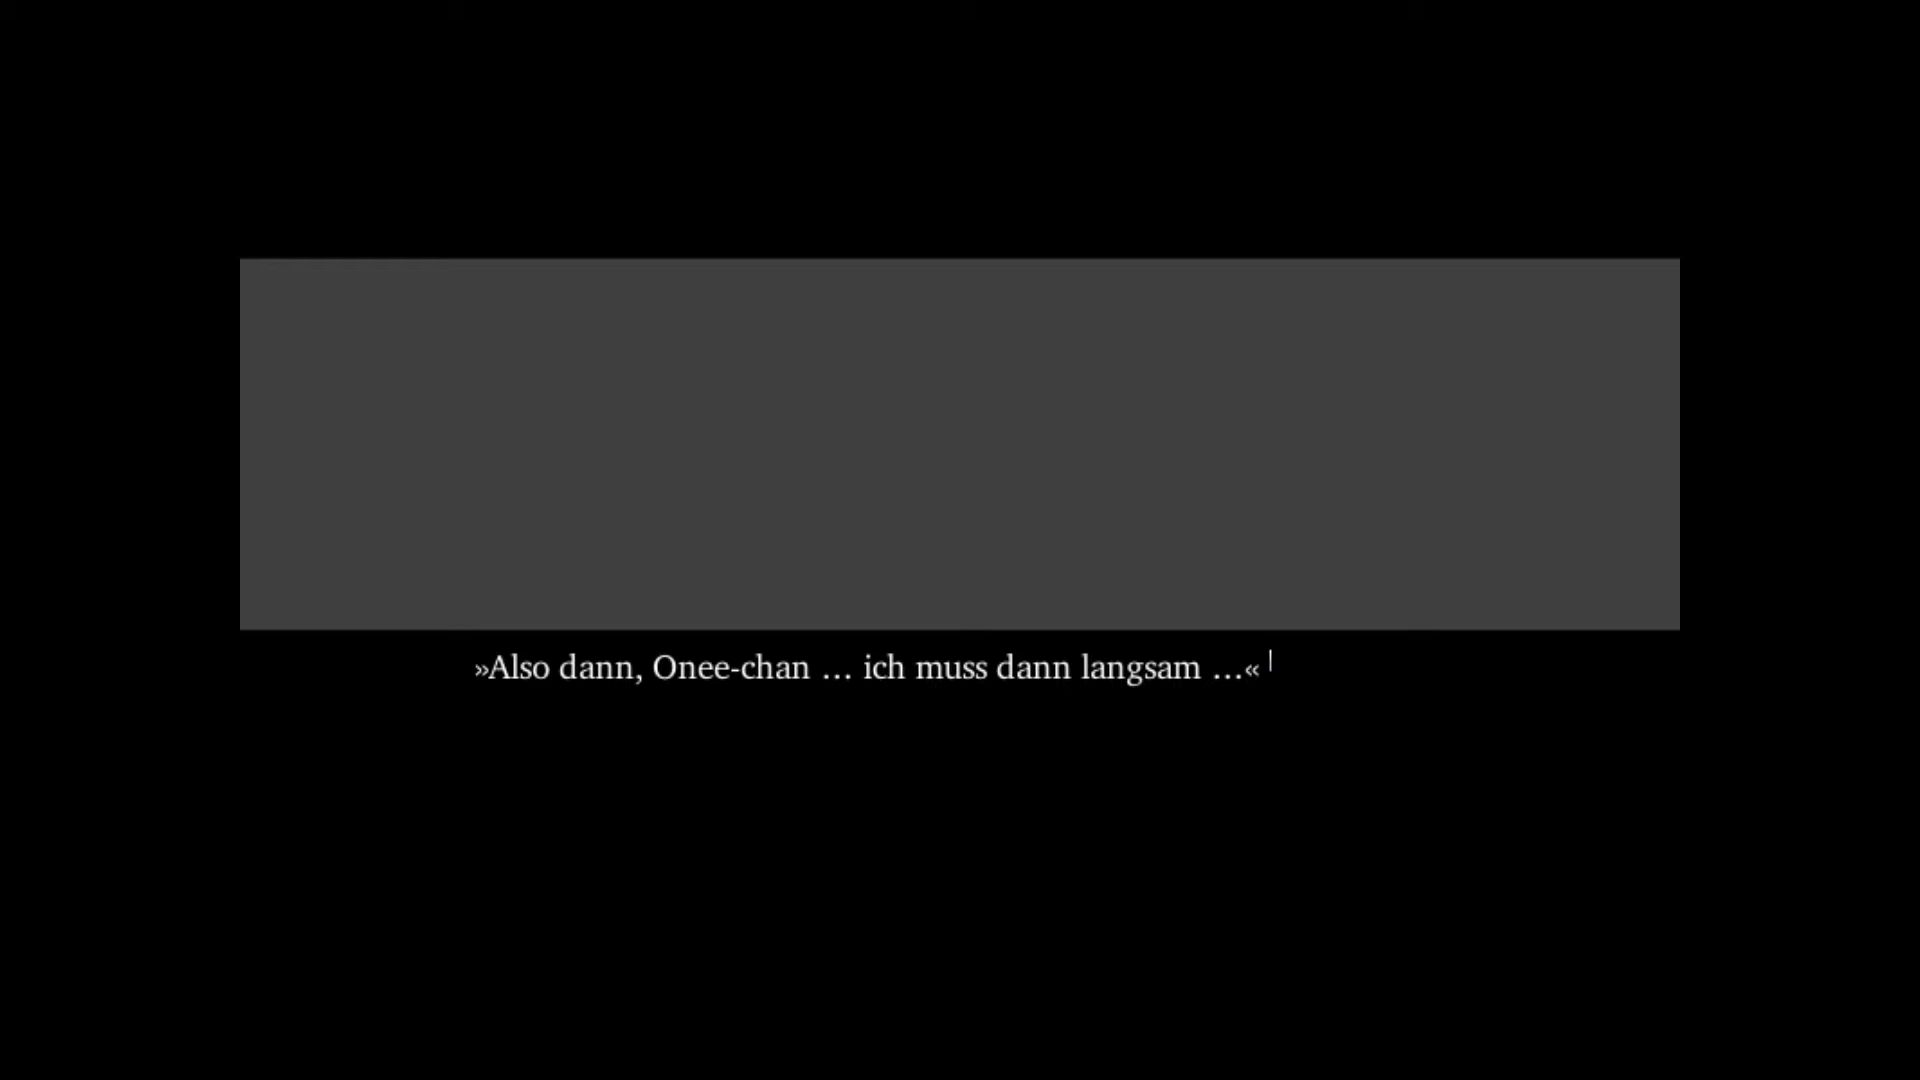 »Also dann, Onee-chan … ich muss dann langsam …«